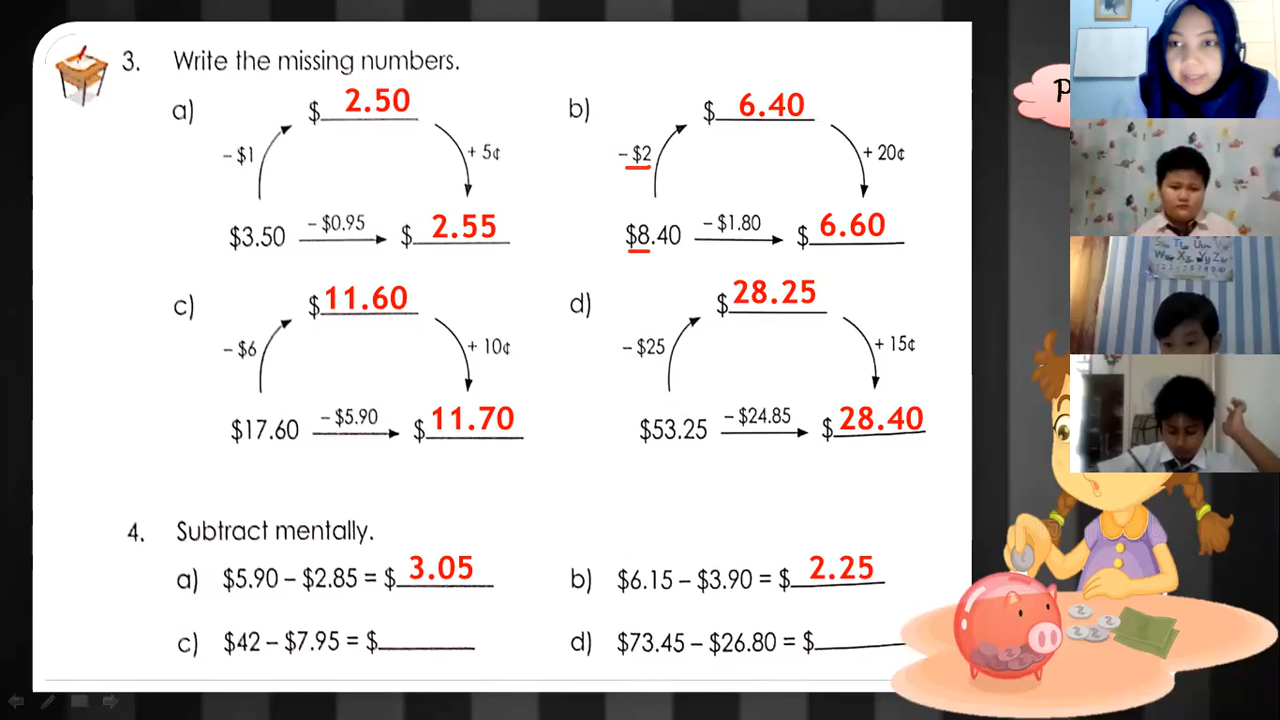 3. Write the missing numbers.
a) $ 2.50
– $1
+ 5¢
$3.50
– $0.95
$ 2.55
b) $ 6.40
– $2
+ 20¢
$8.40
– $1.80
$ 6.60
c) $ 11.60
– $6
+ 10¢
$17.60
– $5.90
$ 11.70
d) $ 28.25
– $25
+ 15¢
$53.25
– $24.85
$ 28.40
4. Subtract mentally.
a) $5.90 – $2.85 = $ 3.05
b) $6.15 – $3.90 = $ 2.25
c) $42 – $7.95 = $
d) $73.45 – $26.80 = $